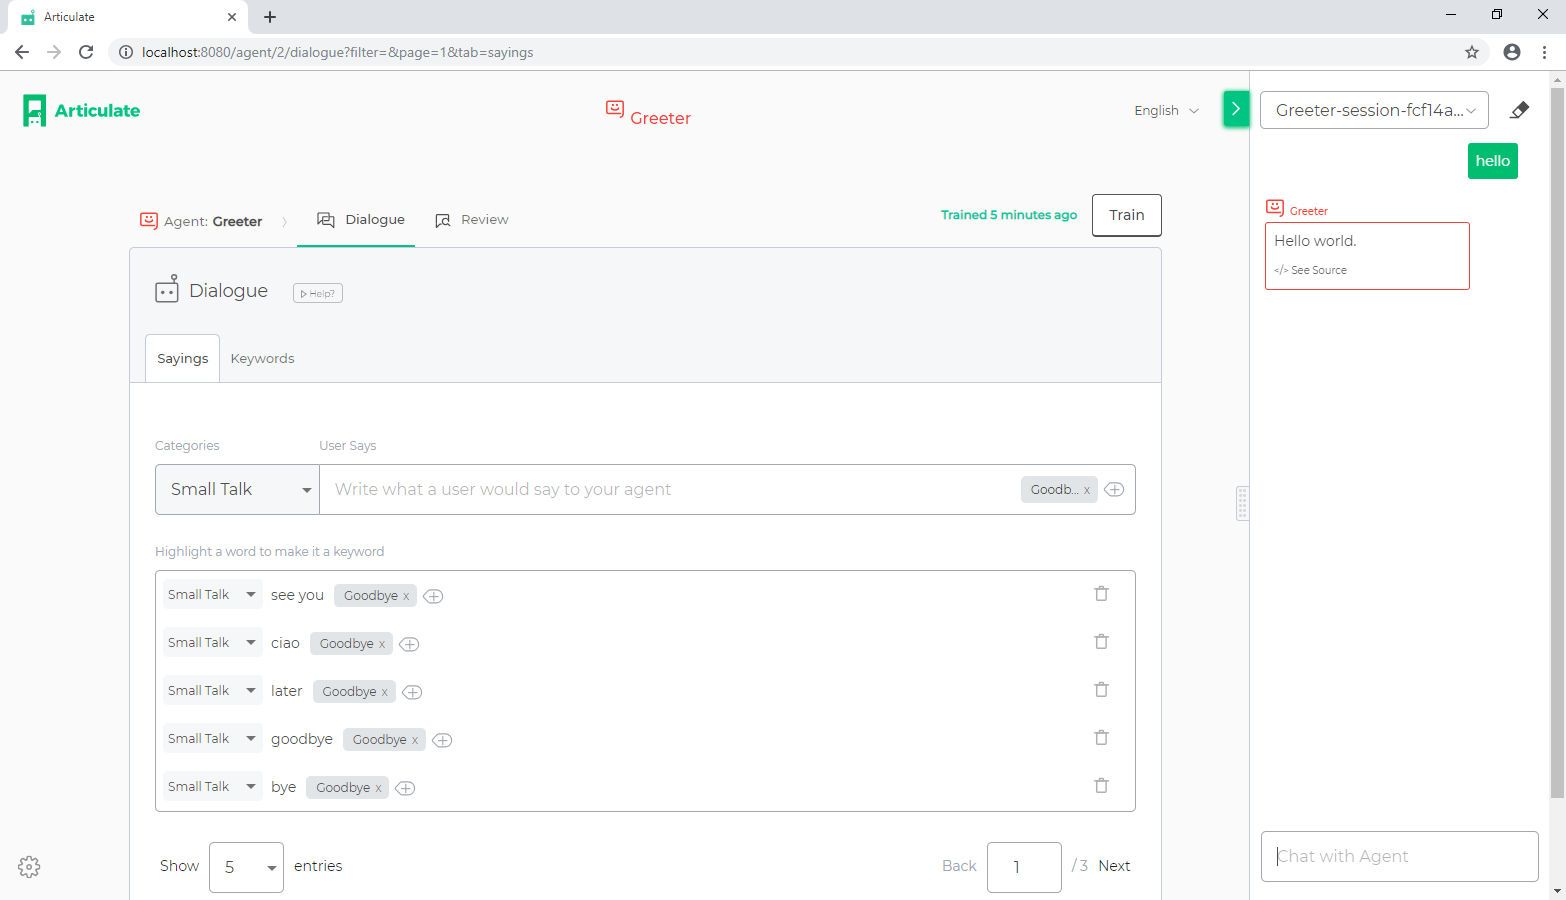 Articulate
localhost:8080/agent/2/dialogue?filter=&page=1&tab=sayings
Articulate
Greeter
English
Greeter-session-fcf14a...
hello
Greeter
Hello world.
</> See Source
Agent: Greeter
Dialogue
Review
Trained 5 minutes ago
Train
Dialogue
Help?
Sayings
Keywords
Categories
User Says
Small Talk
Write what a user would say to your agent
Goodb... x
Highlight a word to make it a keyword
Small Talk see you Goodbye x
Small Talk ciao Goodbye x
Small Talk later Goodbye x
Small Talk goodbye Goodbye x
Small Talk bye Goodbye x
Show 5 entries
Back 1 / 3 Next
Chat with Agent